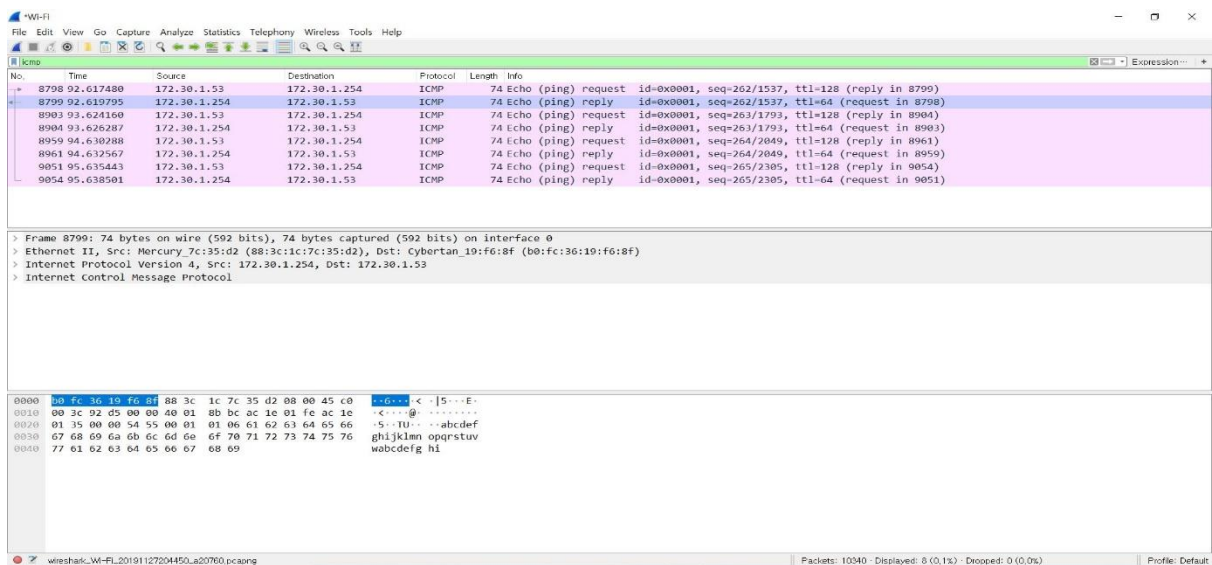 *Wi-Fi
File Edit View Go Capture Analyze Statistics Telephony Wireless Tools Help
icmp Expression… +
No. Time Source Destination Protocol Length Info
8798 92.617480 172.30.1.53 172.30.1.254 ICMP 74 Echo (ping) request id=0x0001, seq=262/1537, ttl=128 (reply in 8799)
8799 92.619795 172.30.1.254 172.30.1.53 ICMP 74 Echo (ping) reply id=0x0001, seq=262/1537, ttl=64 (request in 8798)
8903 93.624160 172.30.1.53 172.30.1.254 ICMP 74 Echo (ping) request id=0x0001, seq=263/1793, ttl=128 (reply in 8904)
8904 93.626287 172.30.1.254 172.30.1.53 ICMP 74 Echo (ping) reply id=0x0001, seq=263/1793, ttl=64 (request in 8903)
8959 94.630288 172.30.1.53 172.30.1.254 ICMP 74 Echo (ping) request id=0x0001, seq=264/2049, ttl=128 (reply in 8961)
8961 94.632567 172.30.1.254 172.30.1.53 ICMP 74 Echo (ping) reply id=0x0001, seq=264/2049, ttl=64 (request in 8959)
9051 95.635443 172.30.1.53 172.30.1.254 ICMP 74 Echo (ping) request id=0x0001, seq=265/2305, ttl=128 (reply in 9054)
9054 95.638501 172.30.1.254 172.30.1.53 ICMP 74 Echo (ping) reply id=0x0001, seq=265/2305, ttl=64 (request in 9051)
> Frame 8799: 74 bytes on wire (592 bits), 74 bytes captured (592 bits) on interface 0
> Ethernet II, Src: Mercury_7c:35:d2 (88:3c:1c:7c:35:d2), Dst: Cybertan_19:f6:8f (b0:fc:36:19:f6:8f)
> Internet Protocol Version 4, Src: 172.30.1.254, Dst: 172.30.1.53
> Internet Control Message Protocol
0000 b0 fc 36 19 f6 8f 88 3c 1c 7c 35 d2 08 00 45 c0 ··6····< ·|5···E·
0010 00 3c 92 d5 00 00 40 01 8b bc ac 1e 01 fe ac 1e ·<····@· ········
0020 01 35 00 00 54 55 00 01 01 06 61 62 63 64 65 66 ·5··TU·· ··abcdef
0030 67 68 69 6a 6b 6c 6d 6e 6f 70 71 72 73 74 75 76 ghijklmn opqrstuv
0040 77 61 62 63 64 65 66 67 68 69 wabcdefg hi
wireshark_Wi-Fi_20191127204450_a20760.pcapng Packets: 10340 · Displayed: 8 (0,1%) · Dropped: 0 (0,0%) Profile: Default